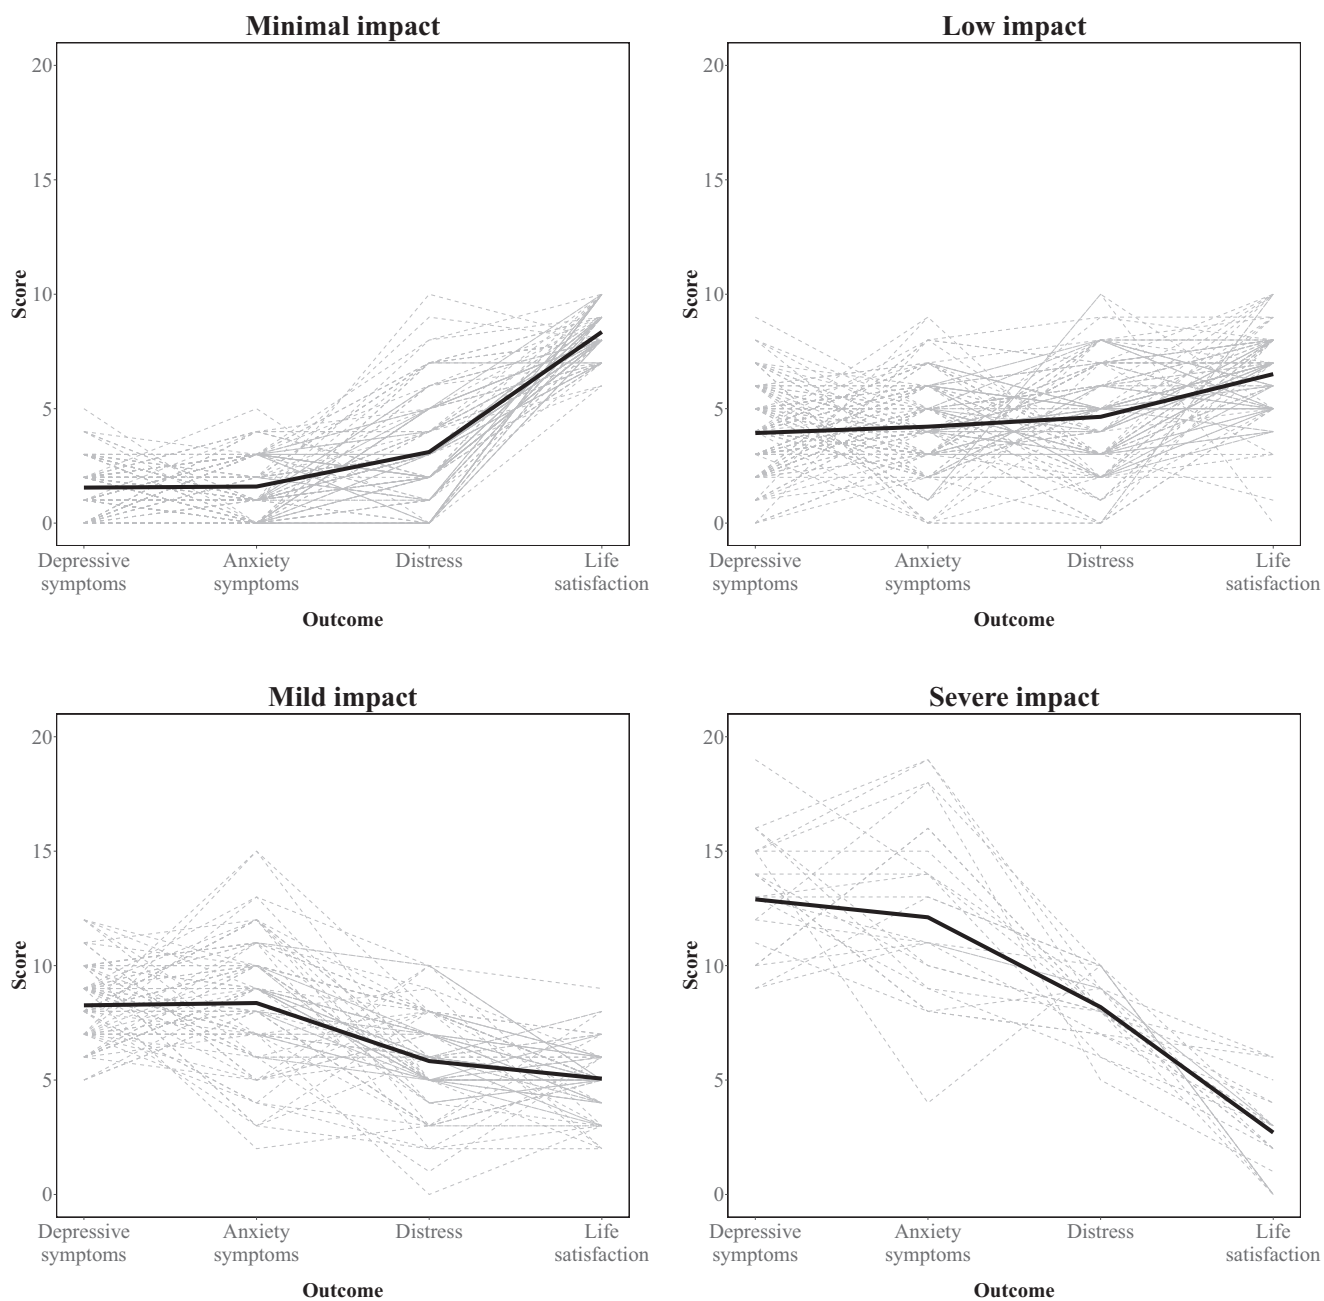 Minimal impact
20
15
10
5
0
Score
Depressive symptoms
Anxiety symptoms
Distress
Life satisfaction
Outcome
Low impact
20
15
10
5
0
Score
Depressive symptoms
Anxiety symptoms
Distress
Life satisfaction
Outcome
Mild impact
20
15
10
5
0
Score
Depressive symptoms
Anxiety symptoms
Distress
Life satisfaction
Outcome
Severe impact
20
15
10
5
0
Score
Depressive symptoms
Anxiety symptoms
Distress
Life satisfaction
Outcome